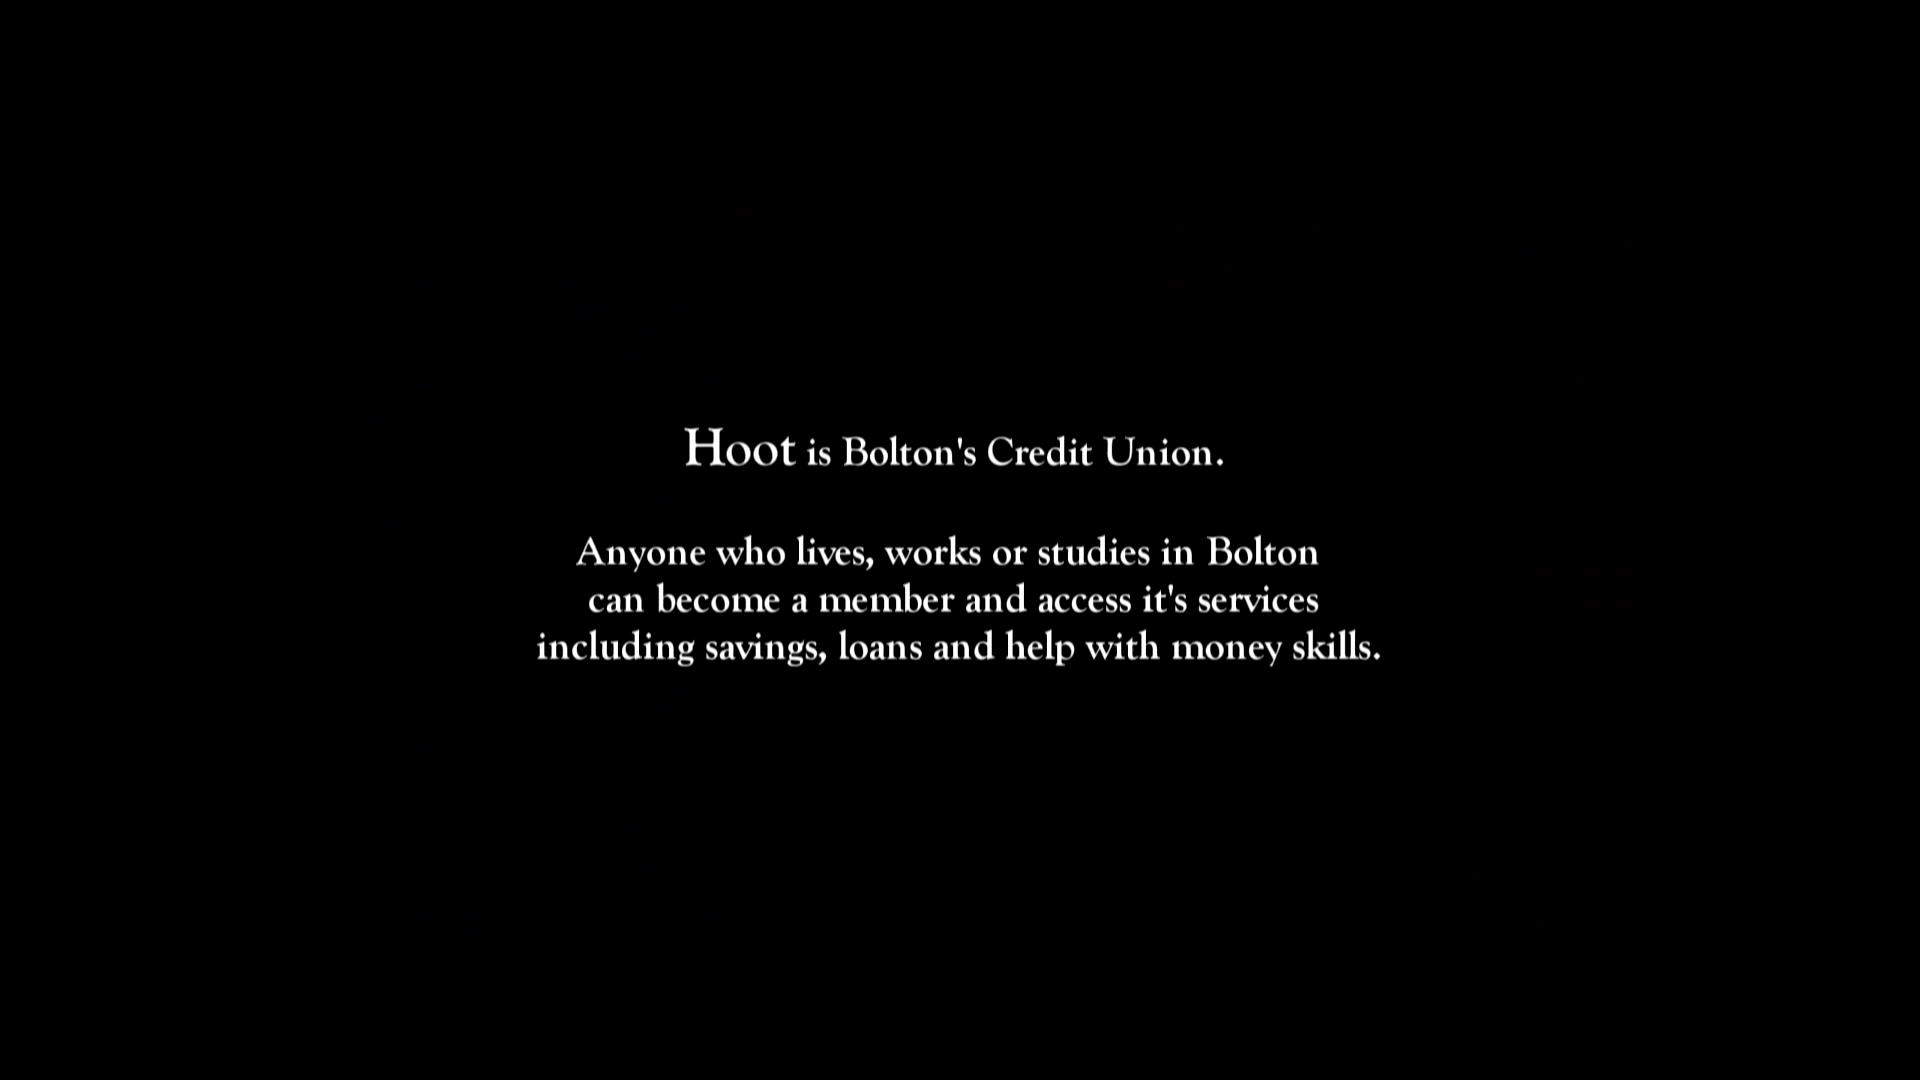 Hoot is Bolton's Credit Union.
Anyone who lives, works or studies in Bolton
can become a member and access it's services
including savings, loans and help with money skills.